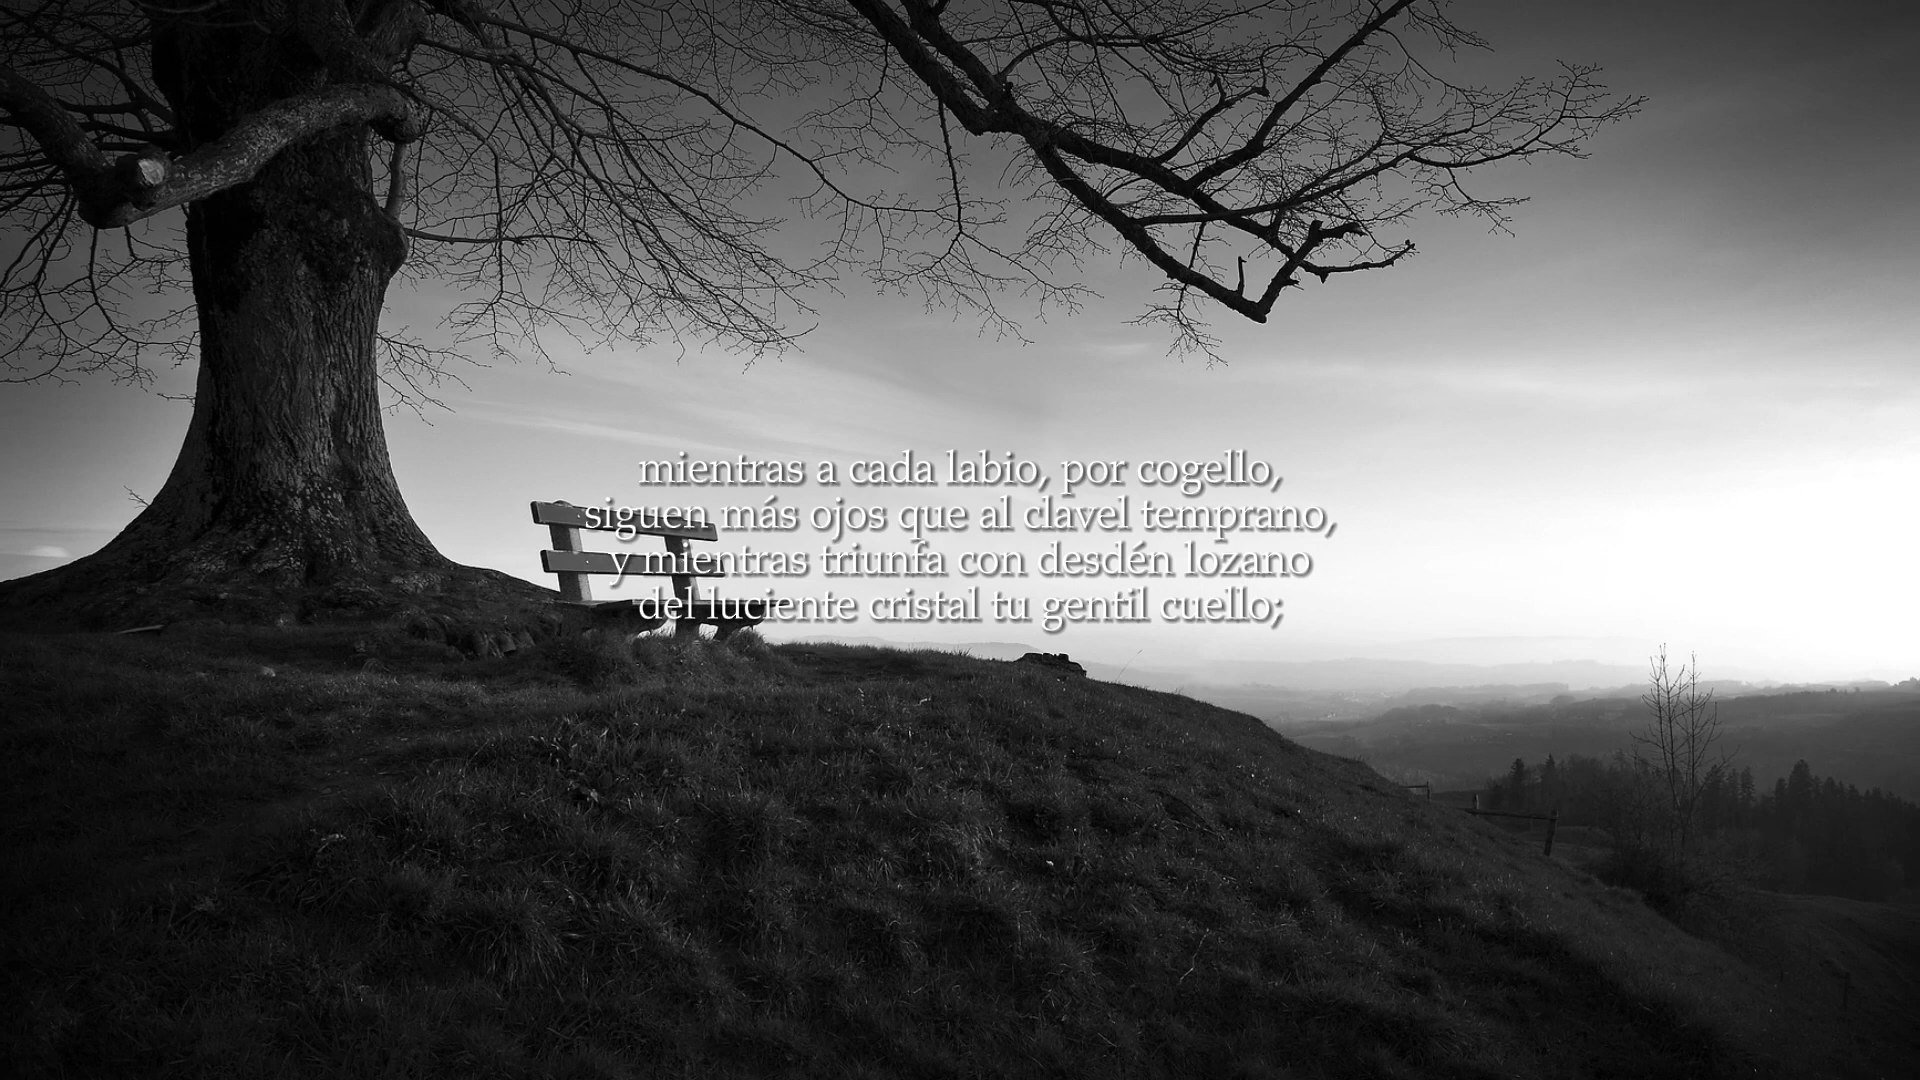 mientras a cada labio, por cogello,
siguen más ojos que al clavel temprano,
y mientras triunfa con desdén lozano
del luciente cristal tu gentil cuello;